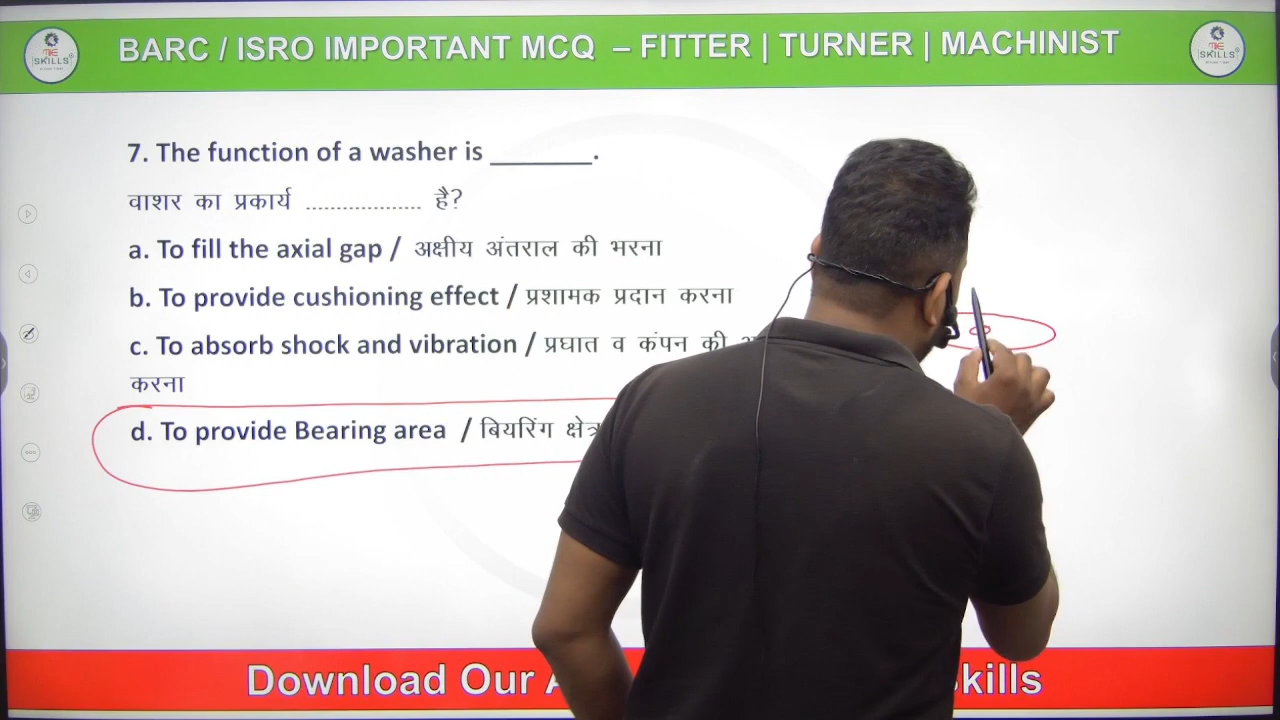 BARC / ISRO IMPORTANT MCQ – FITTER | TURNER | MACHINIST
SKILLS
SKILLS
7. The function of a washer is ________.
वाशर का प्रकार्य ................... है?
a. To fill the axial gap / अक्षीय अंतराल की भरना
b. To provide cushioning effect / प्रशामक प्रदान करना
c. To absorb shock and vibration / प्रघात व कंपन की
करना
d. To provide Bearing area / बियरिंग क्षेत्र
Download Our